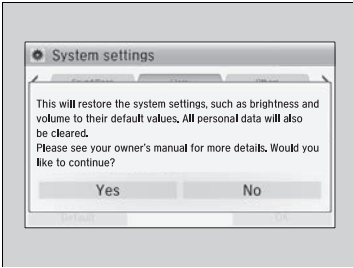 System settings
This will restore the system settings, such as brightness and
volume to their default values. All personal data will also
be cleared.
Please see your owner's manual for more details. Would you
like to continue?
Yes No
Default OK